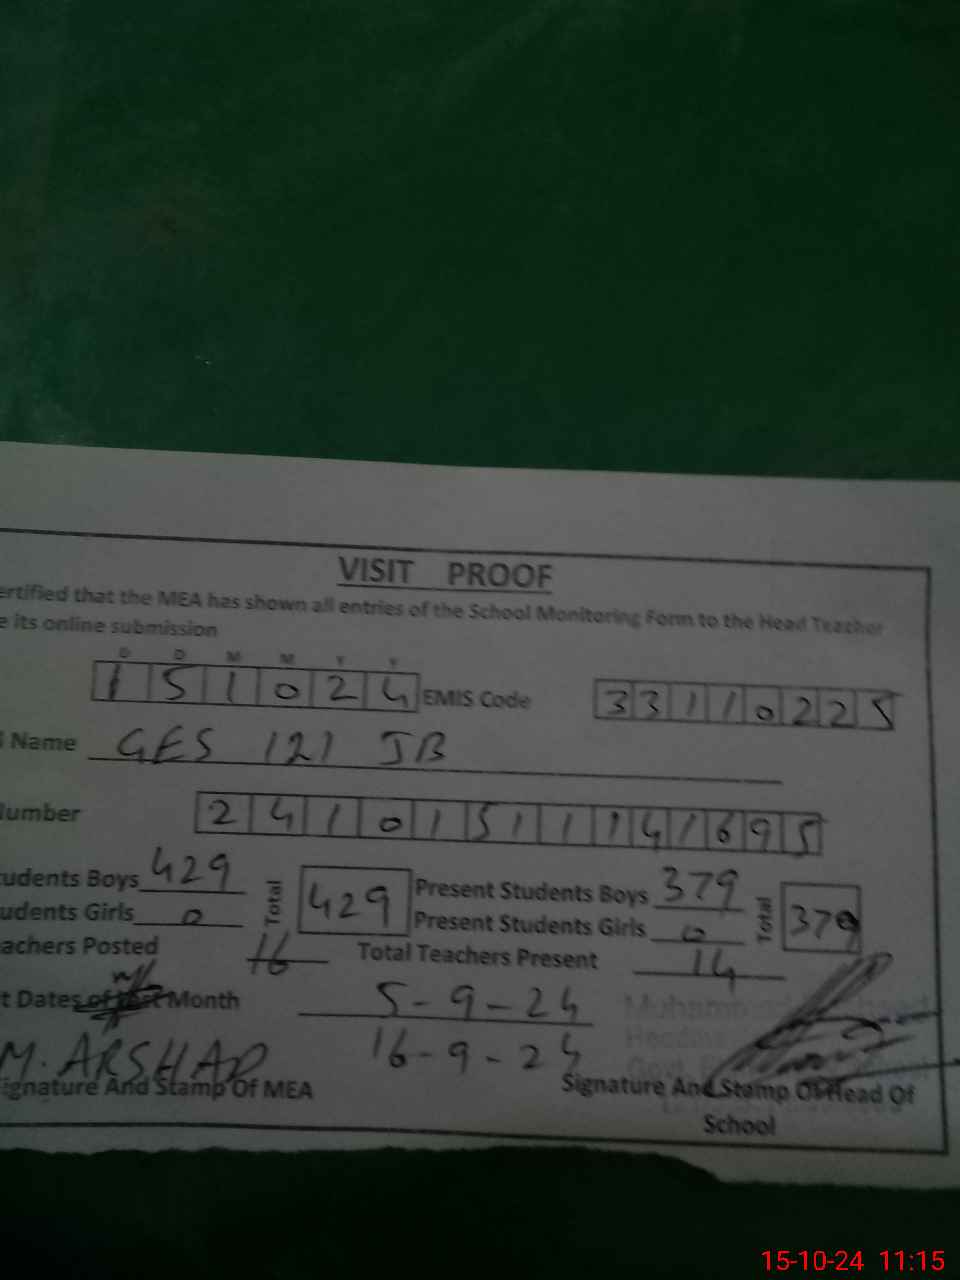 VISIT PROOF
ertified that the MEA has shown all entries of the School Monitoring Form to the Head Teacher
e its online submission
D D M M Y Y
1 5 1 0 2 4 EMIS Code 3 3 1 1 0 2 2 5
Name GES 121 JB
Number 2 4 1 0 1 5 1 1 1 4 1 6 9 5
tudents Boys 429 Total 429 Present Students Boys 379 Total 379
udents Girls 0 Present Students Girls 0
eachers Posted 16 Total Teachers Present 14
t Dates of Month 5-9-24
16-9-24
M. ARSHAD
ignature And Stamp Of MEA Signature And Stamp Of Head Of
School
15-10-24 11:15